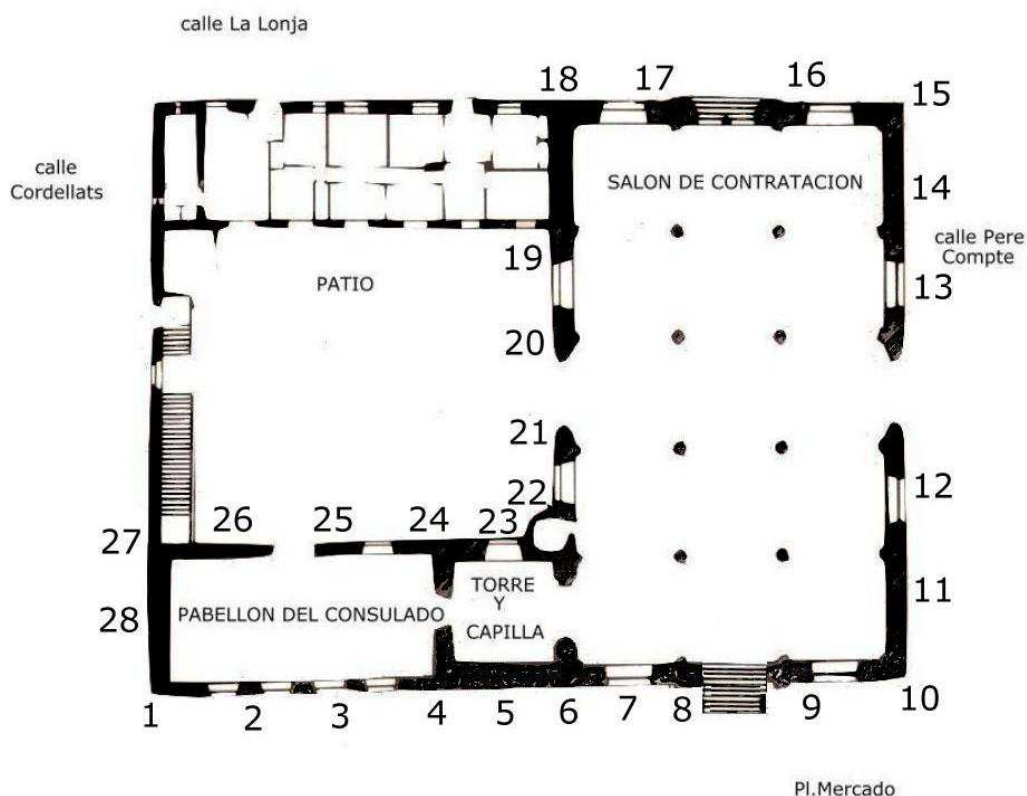 calle La Lonja
18
17
16
15
calle
Cordellats
SALON DE CONTRATACION
14
calle Pere
Compte
19
PATIO
13
20
21
12
22
26
25
24
23
27
TORRE
Y
CAPILLA
11
28
PABELLON DEL CONSULADO
1
2
3
4
5
6
7
8
9
10
Pl.Mercado